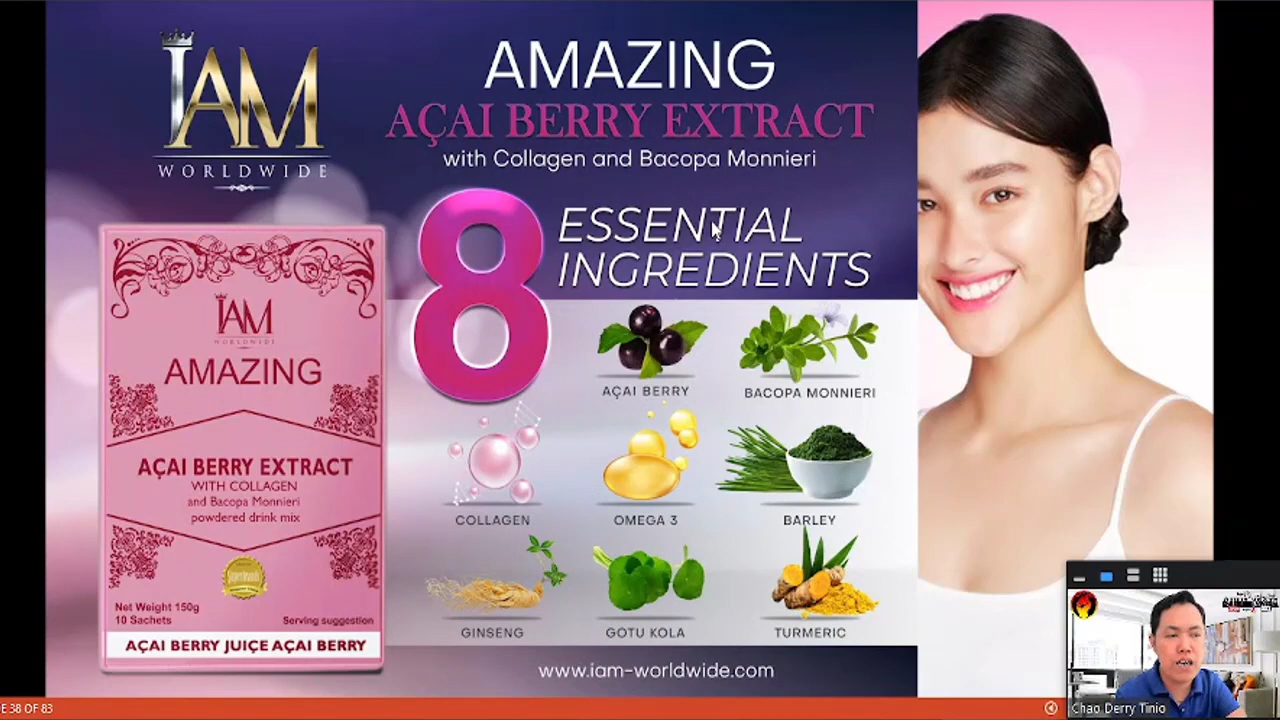 IAM
WORLDWIDE
AMAZING
AÇAI BERRY EXTRACT
with Collagen and Bacopa Monnieri
8
ESSENTIAL
INGREDIENTS
IAM
WORLDWIDE
AMAZING
AÇAI BERRY EXTRACT
WITH COLLAGEN
and Bacopa Monnieri
powdered drink mix
Net Weight 150g
10 Sachets
Serving suggestion
AÇAI BERRY JUIÇE AÇAI BERRY
AÇAI BERRY
BACOPA MONNIERI
COLLAGEN
OMEGA 3
BARLEY
GINSENG
GOTU KOLA
TURMERIC
www.iam-worldwide.com
E 38 OF 83
Chao Derry Tinio